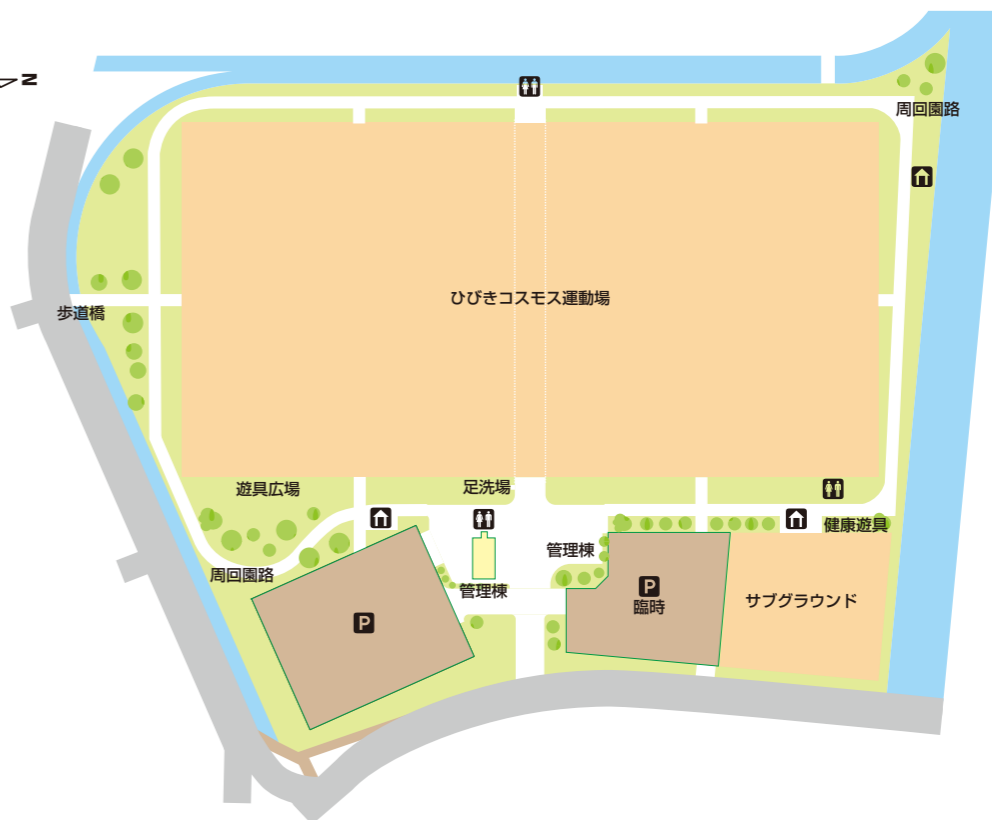 N
周回園路
ひびきコスモス運動場
歩道橋
遊具広場
足洗場
健康遊具
管理棟
周回園路
管理棟
P
臨時
サブグラウンド
P